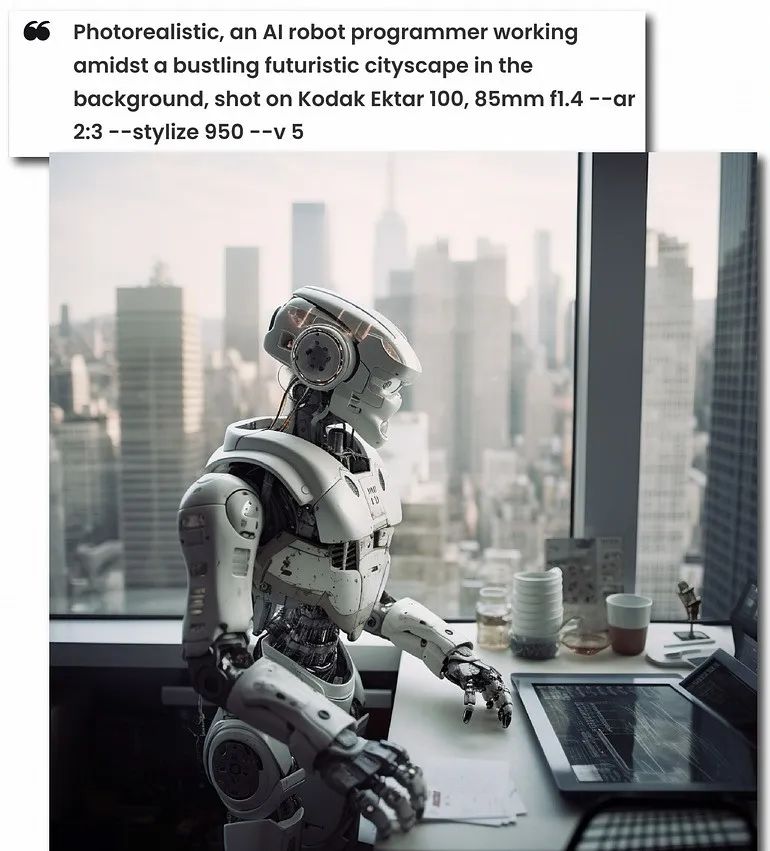 Photorealistic, an AI robot programmer working
amidst a bustling futuristic cityscape in the
background, shot on Kodak Ektar 100, 85mm f1.4 --ar
2:3 --stylize 950 --v 5